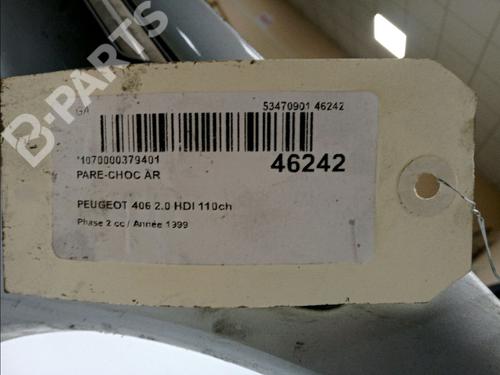 B-PARTS
GA 53470901 46242
*1070000379401 46242
PARE-CHOC AR
PEUGEOT 406 2.0 HDI 110ch
Phase 2 cc / Année 1999